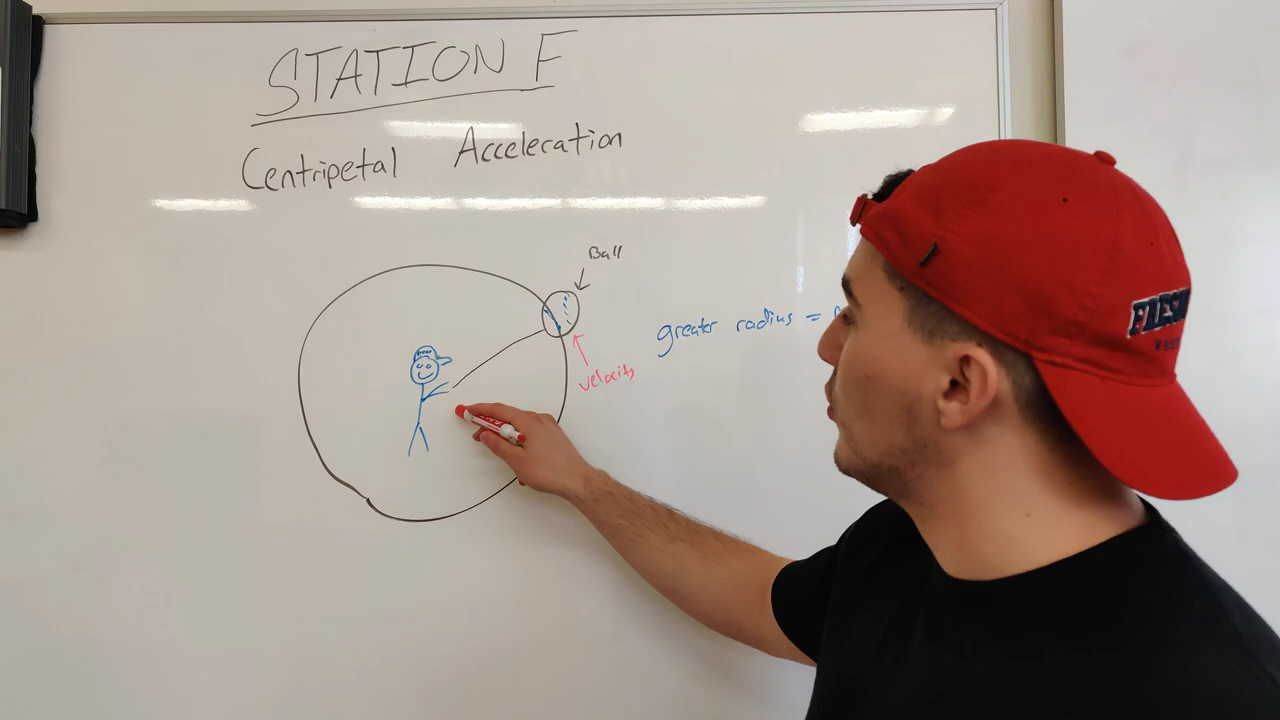 STATION F
Centripetal Acceleration
Ball
greater radius =
velocity